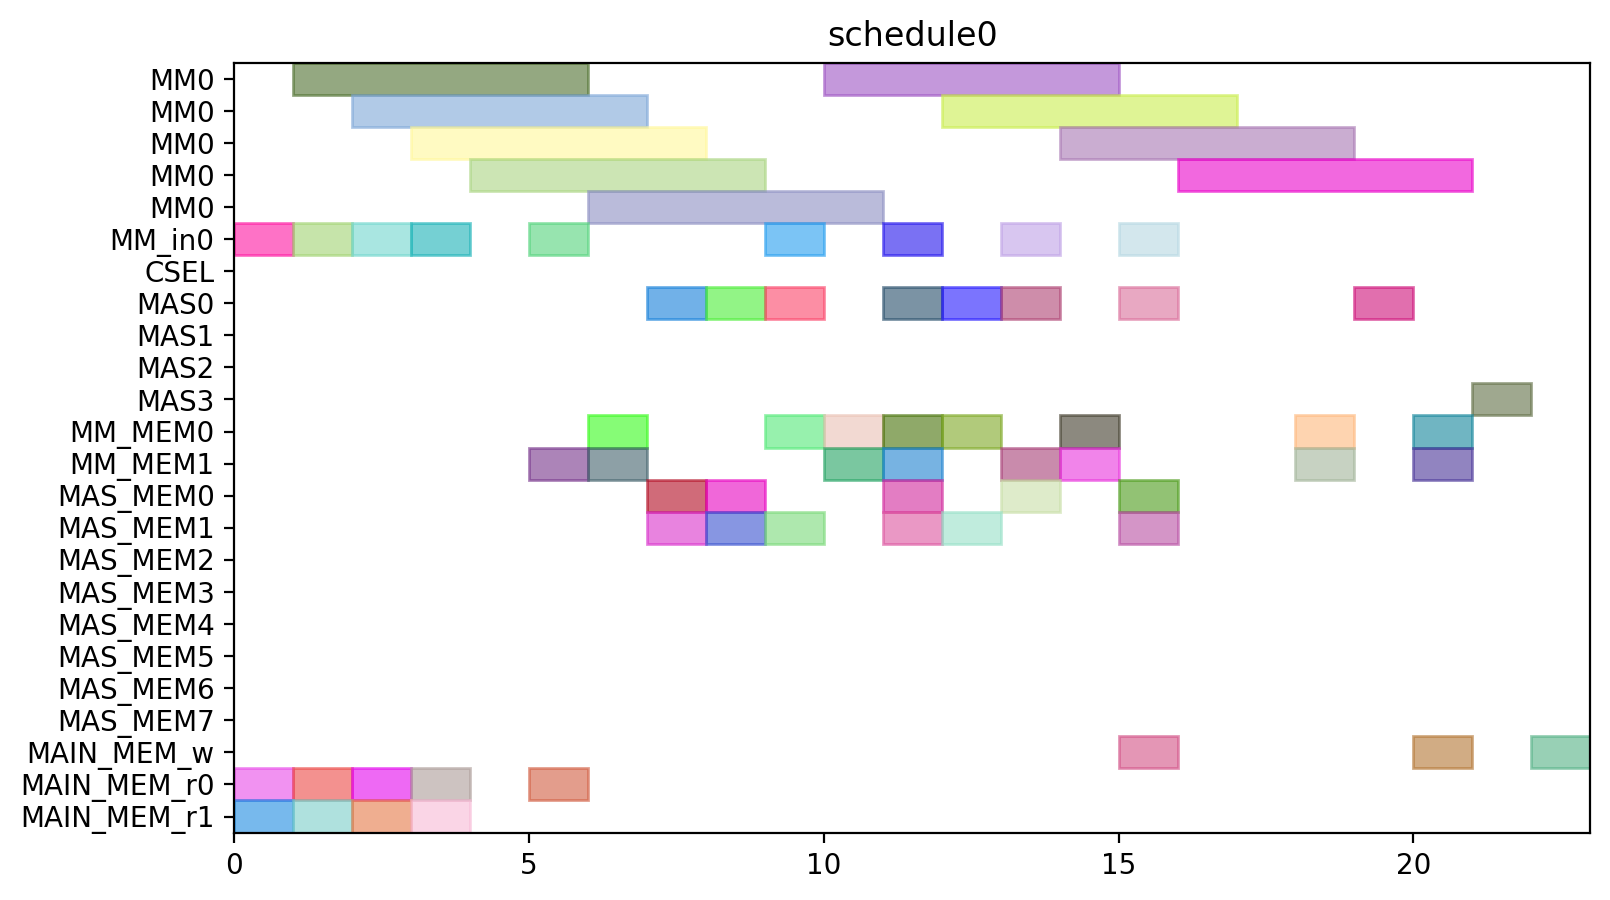 schedule0
MM0
MM0
MM0
MM0
MM0
MM_in0
CSEL
MAS0
MAS1
MAS2
MAS3
MM_MEM0
MM_MEM1
MAS_MEM0
MAS_MEM1
MAS_MEM2
MAS_MEM3
MAS_MEM4
MAS_MEM5
MAS_MEM6
MAS_MEM7
MAIN_MEM_w
MAIN_MEM_r0
MAIN_MEM_r1
0 5 10 15 20